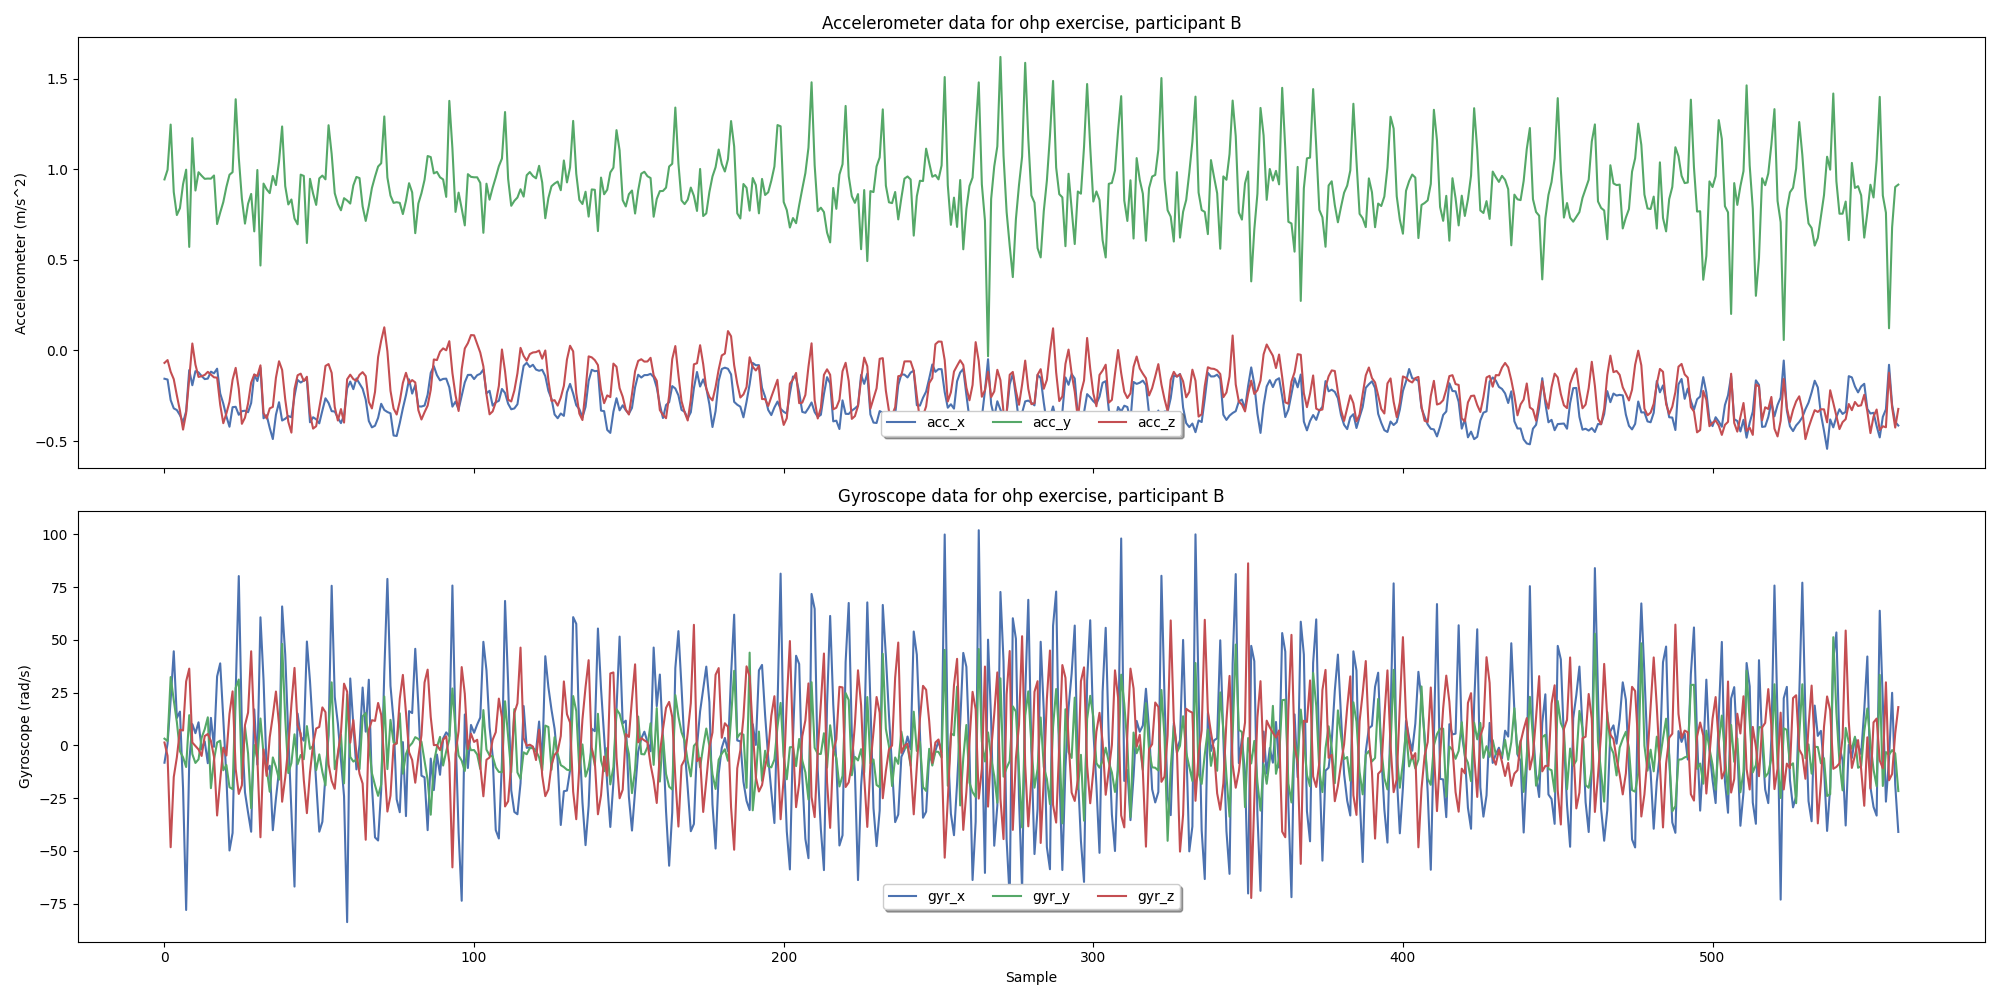 Accelerometer data for ohp exercise, participant B
Accelerometer (m/s^2)
1.5
1.0
0.5
0.0
−0.5
acc_x acc_y acc_z
Gyroscope data for ohp exercise, participant B
Gyroscope (rad/s)
100
75
50
25
0
−25
−50
−75
gyr_x gyr_y gyr_z
0 100 200 300 400 500
Sample